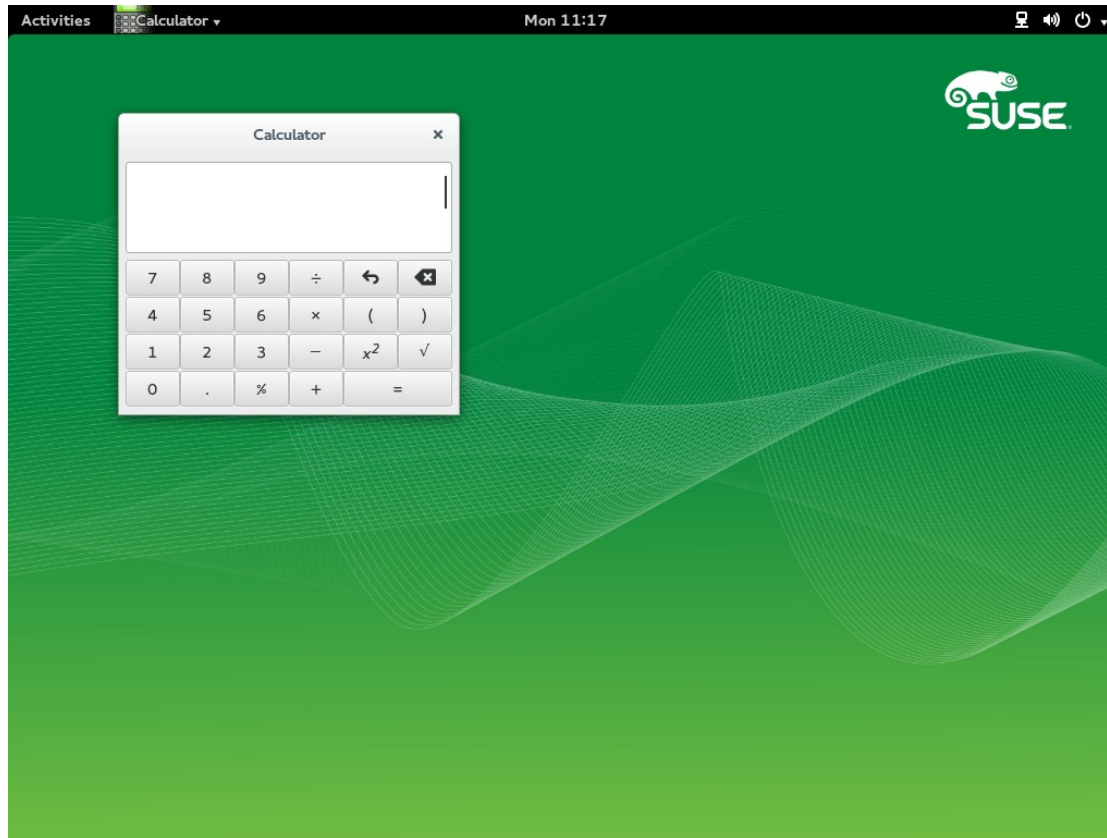 Activities Calculator ▾ Mon 11:17
SUSE
Calculator ×
7 8 9 ÷
4 5 6 × ( )
1 2 3 − x² √
0 . % + =